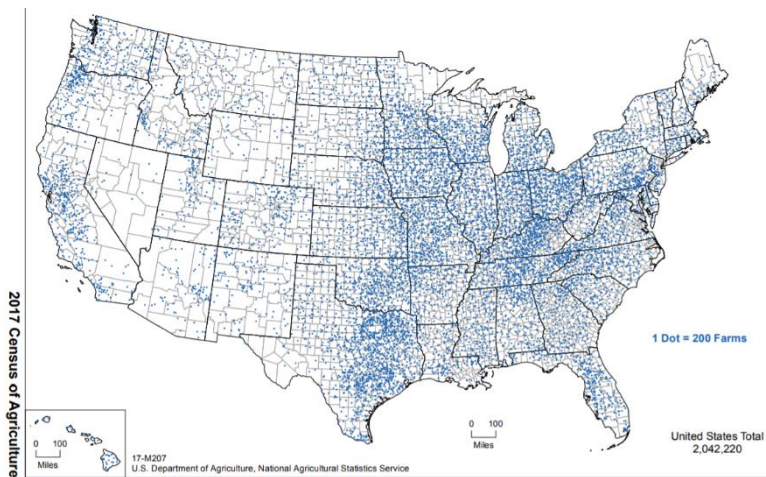 2017 Census of Agriculture
1 Dot = 200 Farms
0 100
Miles
United States Total
2,042,220
0 100
Miles
17-M207
U.S. Department of Agriculture, National Agricultural Statistics Service